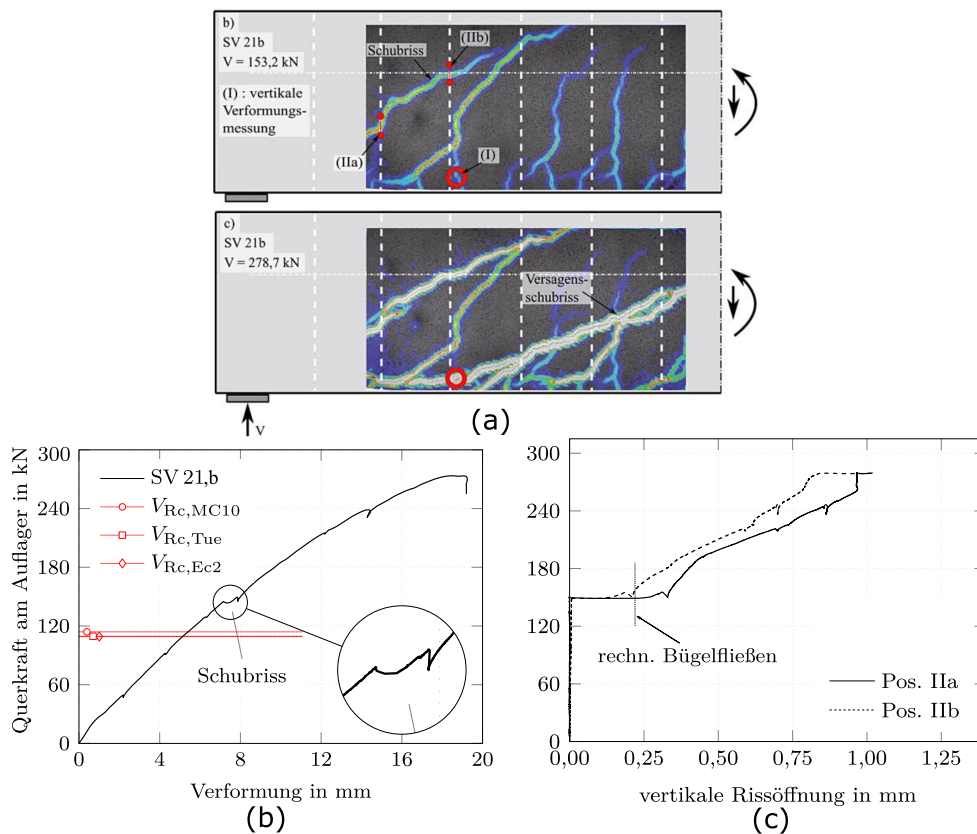 b)
SV 21b
V = 153,2 kN
(I) : vertikale
Verformungs-
messung
Schubriss
(IIb)
(IIa)
(I)
c)
SV 21b
V = 278,7 kN
Versagens-
schubriss
V
(a)
Querkraft am Auflager in kN
300
240
180
120
60
0
SV 21,b
V_Rc,MC10
V_Rc,Tue
V_Rc,Ec2
Schubriss
0 4 8 12 16 20
Verformung in mm
(b)
300
240
180
120
60
0
rechn. Bügelfließen
Pos. IIa
Pos. IIb
0,00 0,25 0,50 0,75 1,00 1,25
vertikale Rissöffnung in mm
(c)